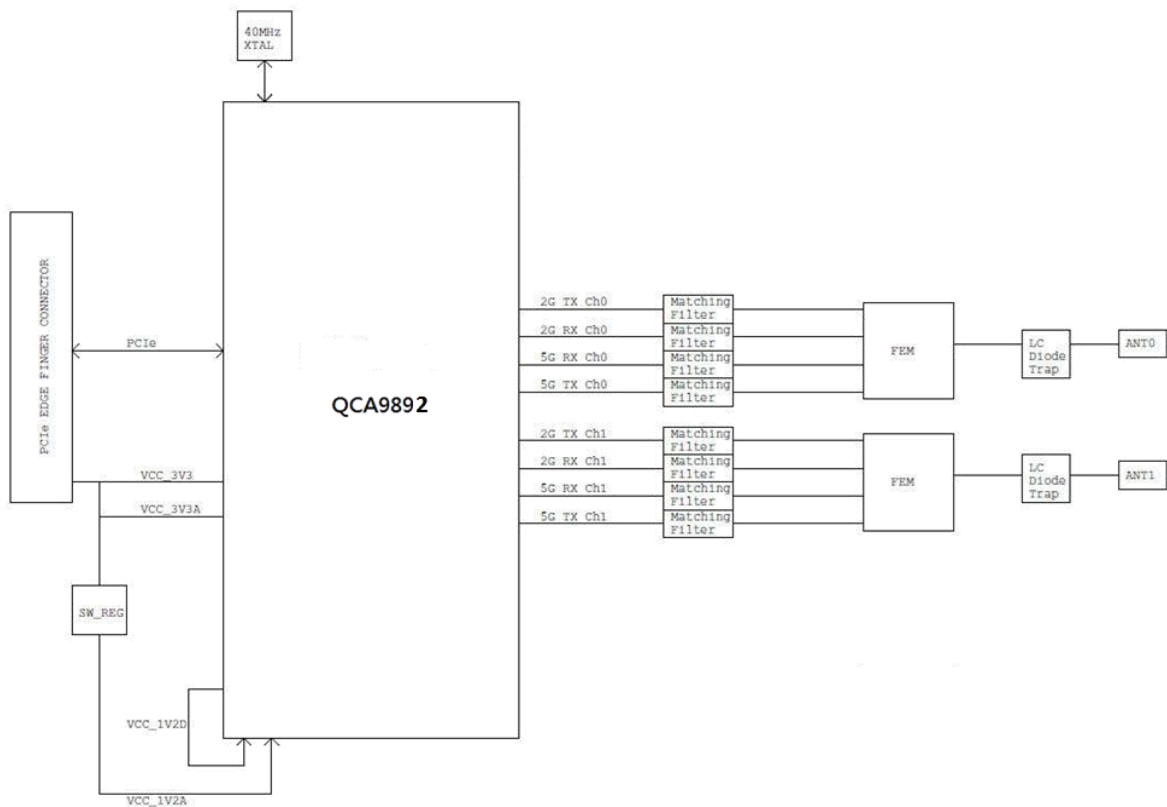 40MHz
XTAL
PCIe EDGE FINGER CONNECTOR
PCIe
QCA9892
VCC_3V3
VCC_3V3A
SW_REG
VCC_1V2D
VCC_1V2A
2G TX Ch0
Matching
Filter
2G RX Ch0
Matching
Filter
5G RX Ch0
Matching
Filter
5G TX Ch0
Matching
Filter
FEM
LC
Diode
Trap
ANT0
2G TX Ch1
Matching
Filter
2G RX Ch1
Matching
Filter
5G RX Ch1
Matching
Filter
5G TX Ch1
Matching
Filter
FEM
LC
Diode
Trap
ANT1